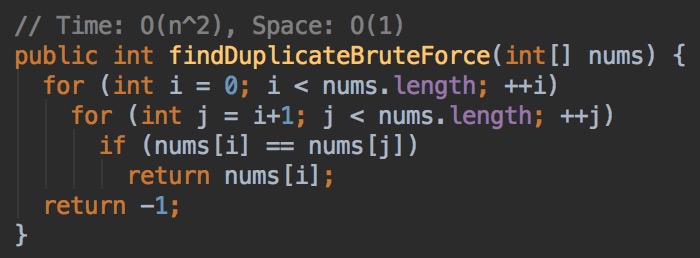 // Time: O(n^2), Space: O(1)
public int findDuplicateBruteForce(int[] nums) {
  for (int i = 0; i < nums.length; ++i)
    for (int j = i+1; j < nums.length; ++j)
      if (nums[i] == nums[j])
        return nums[i];
  return -1;
}